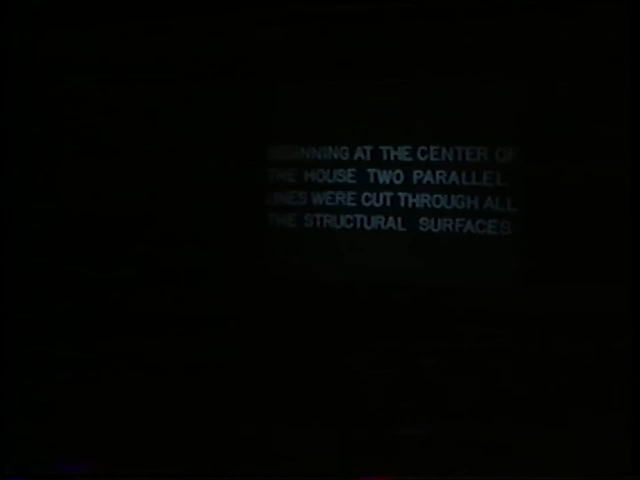 BEGINNING AT THE CENTER OF
THE HOUSE TWO PARALLEL
LINES WERE CUT THROUGH ALL
THE STRUCTURAL SURFACES